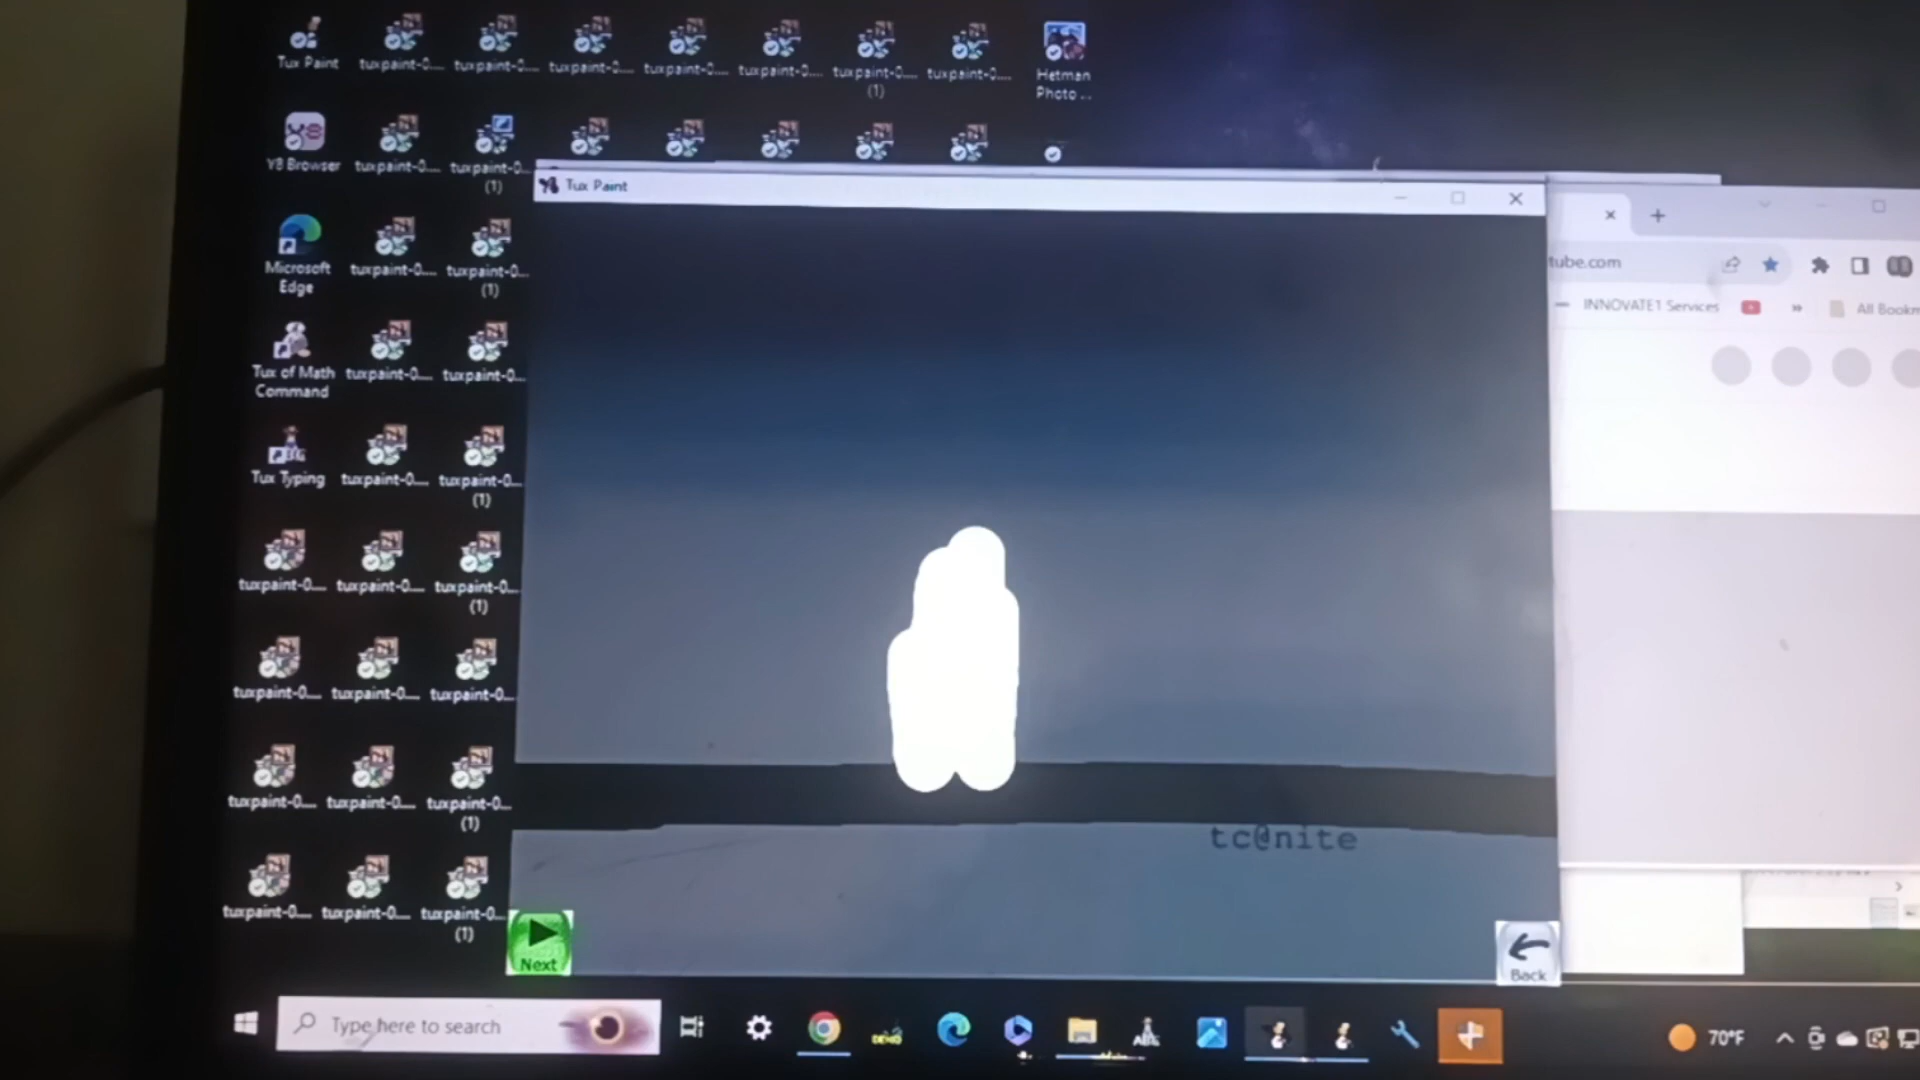 Tux Paint
tuxpaint-0....
tuxpaint-0....
tuxpaint-0....
tuxpaint-0....
tuxpaint-0....
tuxpaint-0....
(1)
tuxpaint-0....
Hetman
Photo ...
Y8 Browser
tuxpaint-0....
tuxpaint-0...
(1)
Tux Paint
Microsoft
Edge
tuxpaint-0....
tuxpaint-0...
(1)
tube.com
INNOVATE1 Services
»
All Bookm
Tux of Math
Command
tuxpaint-0....
tuxpaint-0...
Tux Typing
tuxpaint-0....
tuxpaint-0...
(1)
tuxpaint-0....
tuxpaint-0....
tuxpaint-0...
(1)
tuxpaint-0....
tuxpaint-0....
tuxpaint-0...
tuxpaint-0....
tuxpaint-0....
tuxpaint-0...
(1)
tc@nite
tuxpaint-0....
tuxpaint-0....
tuxpaint-0...
(1)
Next
Back
Type here to search
70°F